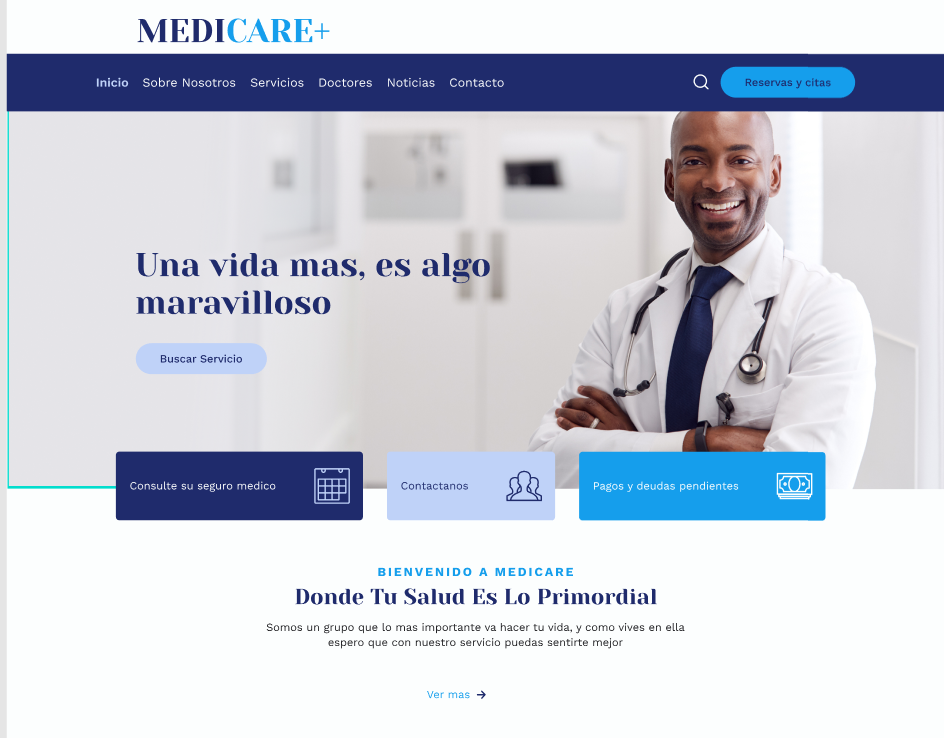 MEDICARE+
Inicio Sobre Nosotros Servicios Doctores Noticias Contacto Reservas y citas
Una vida mas, es algo
maravilloso
Buscar Servicio
Consulte su seguro medico
Contactanos
Pagos y deudas pendientes
BIENVENIDO A MEDICARE
Donde Tu Salud Es Lo Primordial
Somos un grupo que lo mas importante va hacer tu vida, y como vives en ella
espero que con nuestro servicio puedas sentirte mejor
Ver mas →